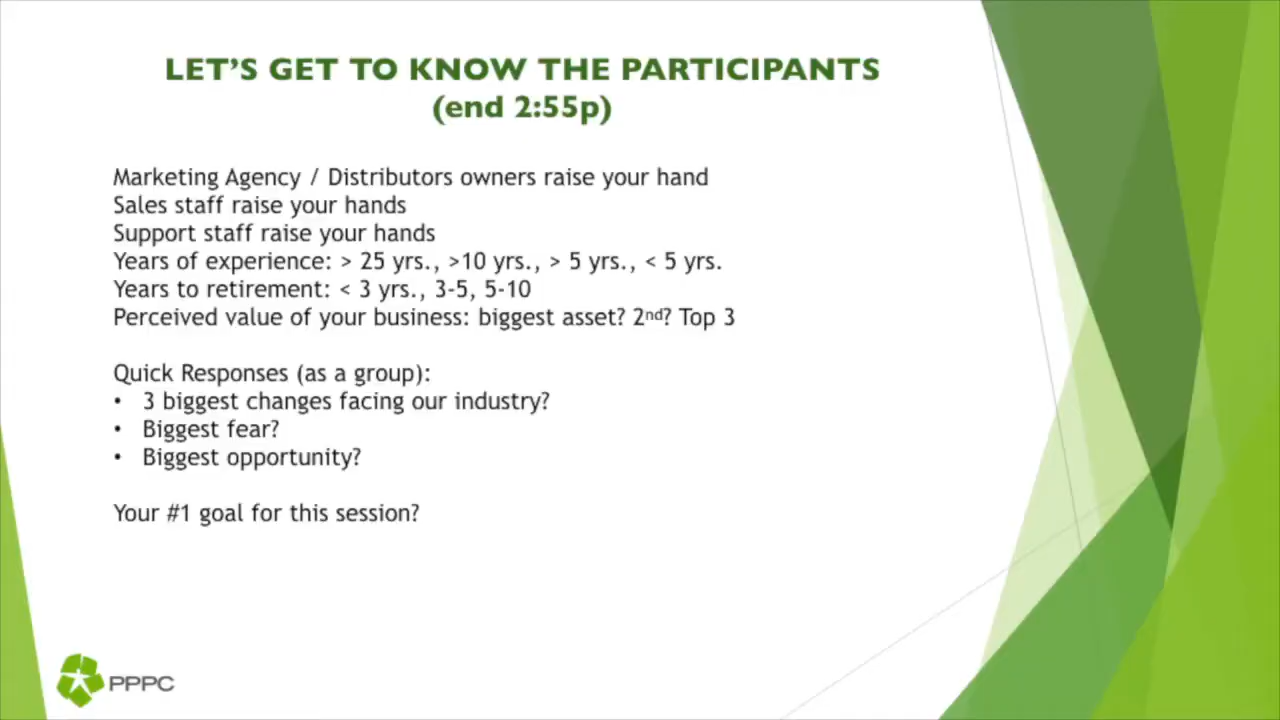 LET’S GET TO KNOW THE PARTICIPANTS
(end 2:55p)
Marketing Agency / Distributors owners raise your hand
Sales staff raise your hands
Support staff raise your hands
Years of experience: > 25 yrs., >10 yrs., > 5 yrs., < 5 yrs.
Years to retirement: < 3 yrs., 3-5, 5-10
Perceived value of your business: biggest asset? 2nd? Top 3
Quick Responses (as a group):
• 3 biggest changes facing our industry?
• Biggest fear?
• Biggest opportunity?
Your #1 goal for this session?
PPPC